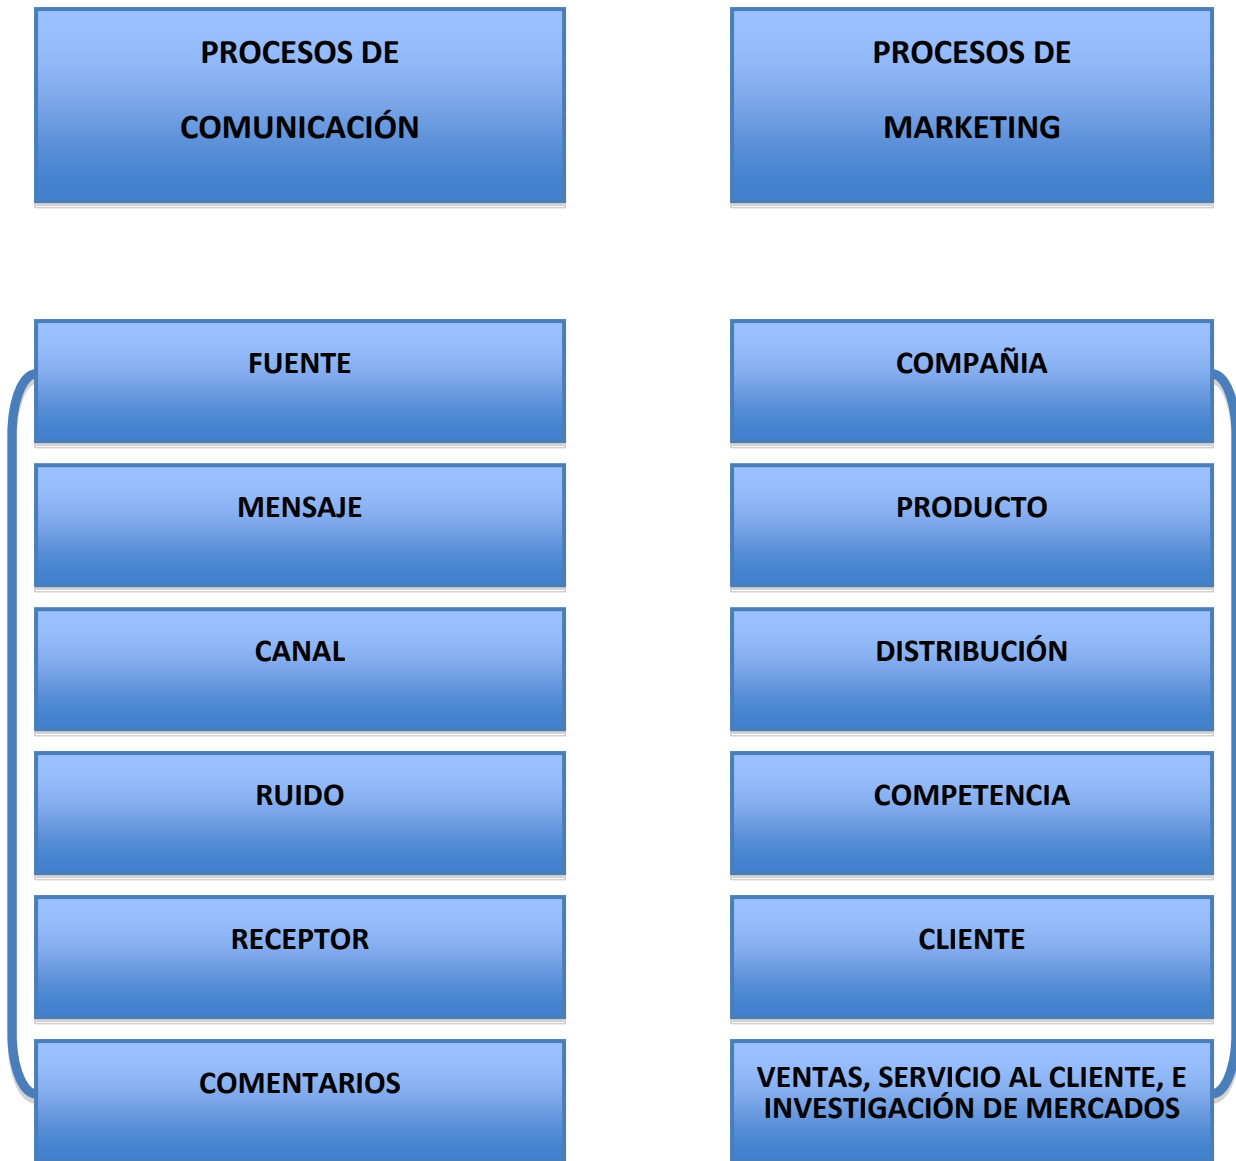 PROCESOS DE
COMUNICACIÓN
PROCESOS DE
MARKETING
FUENTE
COMPAÑIA
MENSAJE
PRODUCTO
CANAL
DISTRIBUCIÓN
RUIDO
COMPETENCIA
RECEPTOR
CLIENTE
COMENTARIOS
VENTAS, SERVICIO AL CLIENTE, E
INVESTIGACIÓN DE MERCADOS